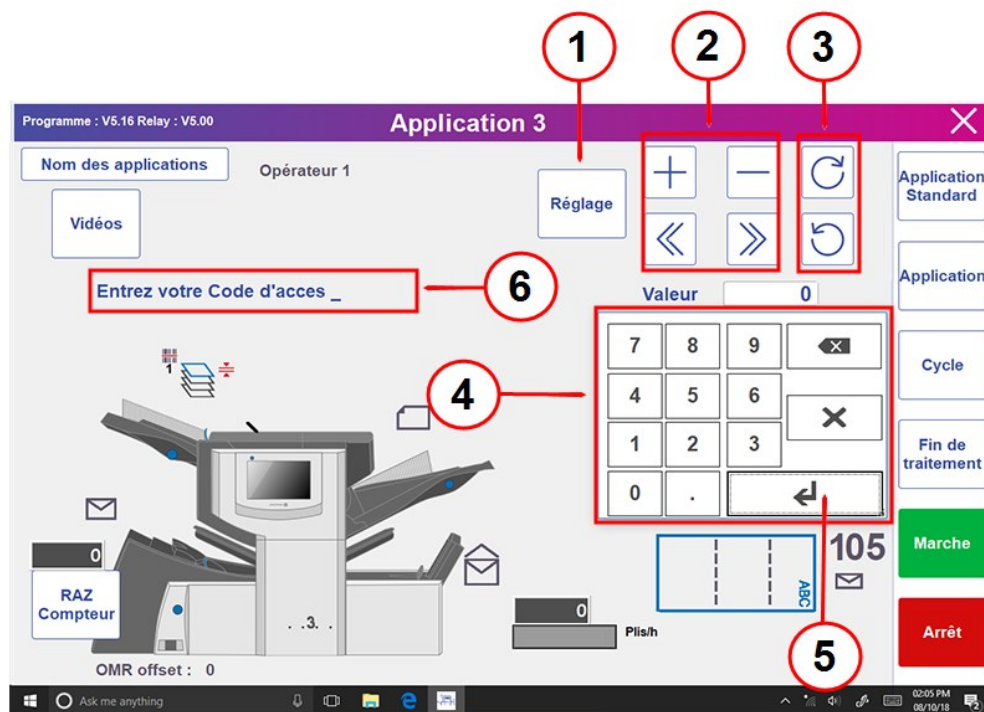 1
2
3
Programme : V5.16 Relay : V5.00
Application 3
Nom des applications
Opérateur 1
Réglage
Application
Standard
Vidéos
Entrez votre Code d'acces _
6
Valeur
0
Application
7 8 9
4 5 6
1 2 3
0 .
4
Cycle
Fin de
traitement
1
0
RAZ
Compteur
. .3. .
OMR offset : 0
0
Plis/h
ABC
105
Marche
5
Arrêt
Ask me anything
02:05 PM
08/10/18
2